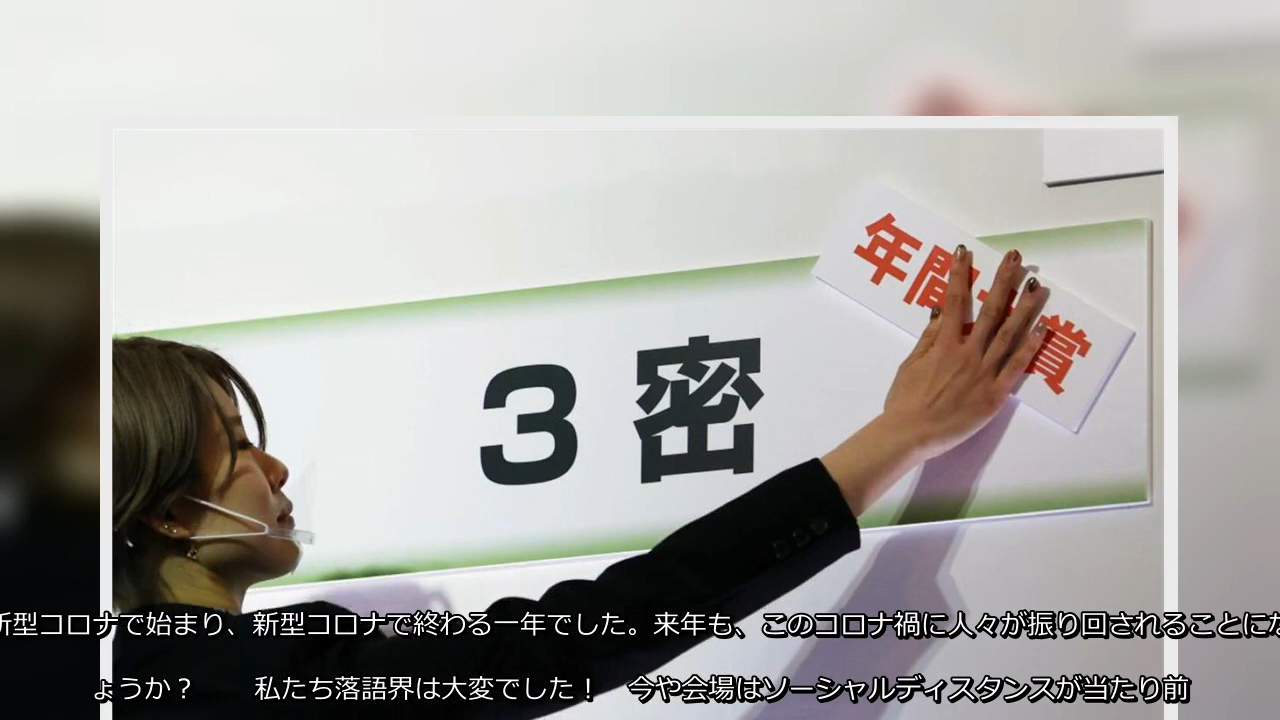 年間大賞
3密
新型コロナで始まり、新型コロナで終わる一年でした。来年も、このコロナ禍に人々が振り回されることにな
ょうか？　　私たち落語界は大変でした！　今や会場はソーシャルディスタンスが当たり前